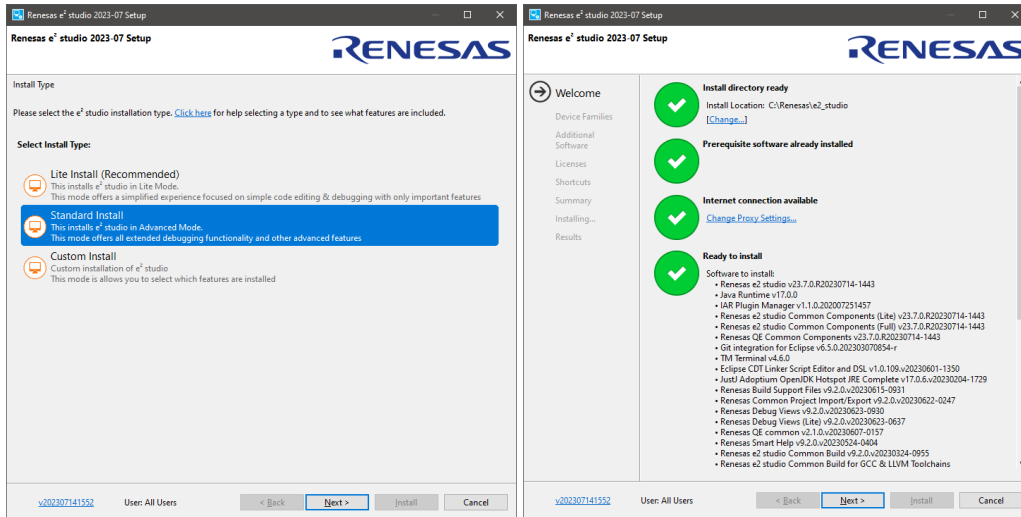 Renesas e² studio 2023-07 Setup
Renesas e² studio 2023-07 Setup
RENESAS
Install Type
Please select the e² studio installation type. Click here for help selecting a type and to see what features are included.
Select Install Type:
Lite Install (Recommended)
This installs e² studio in Lite Mode.
This mode offers a simplified experience focused on simple code editing & debugging with only important features
Standard Install
This installs e² studio in Advanced Mode.
This mode offers all extended debugging functionality and other advanced features
Custom Install
Custom installation of e² studio
This mode is allows you to select which features are installed
v202307141552
User: All Users
< Back
Next >
Install
Cancel
Renesas e² studio 2023-07 Setup
Renesas e² studio 2023-07 Setup
RENESAS
Welcome
Device Families
Additional
Software
Licenses
Shortcuts
Summary
Installing...
Results
Install directory ready
Install Location: C:\Renesas\e2_studio
[Change...]
Prerequisite software already installed
Internet connection available
Change Proxy Settings...
Ready to install
Software to install:
• Renesas e2 studio v23.7.0.R20230714-1443
• Java Runtime v17.0.0
• IAR Plugin Manager v1.1.0.202007251457
• Renesas e2 studio Common Components (Lite) v23.7.0.R20230714-1443
• Renesas e2 studio Common Components (Full) v23.7.0.R20230714-1443
• Renesas QE Common Components v23.7.0.R20230714-1443
• Git integration for Eclipse v6.5.0.202303070854-r
• TM Terminal v4.6.0
• Eclipse CDT Linker Script Editor and DSL v1.0.109.v20230601-1350
• JustJ Adoptium OpenJDK Hotspot JRE Complete v17.0.6.v20230204-1729
• Renesas Build Support Files v9.2.0.v20230615-0931
• Renesas Common Project Import/Export v9.2.0.v20230622-0247
• Renesas Debug Views v9.2.0.v20230623-0930
• Renesas Debug Views (Lite) v9.2.0.v20230623-0637
• Renesas QE common v2.1.0.v20230607-0157
• Renesas Smart Help v9.2.0.v20230524-0404
• Renesas e2 studio Common Build v9.2.0.v20230324-0955
• Renesas e2 studio Common Build for GCC & LLVM Toolchains
v202307141552
User: All Users
< Back
Next >
Install
Cancel